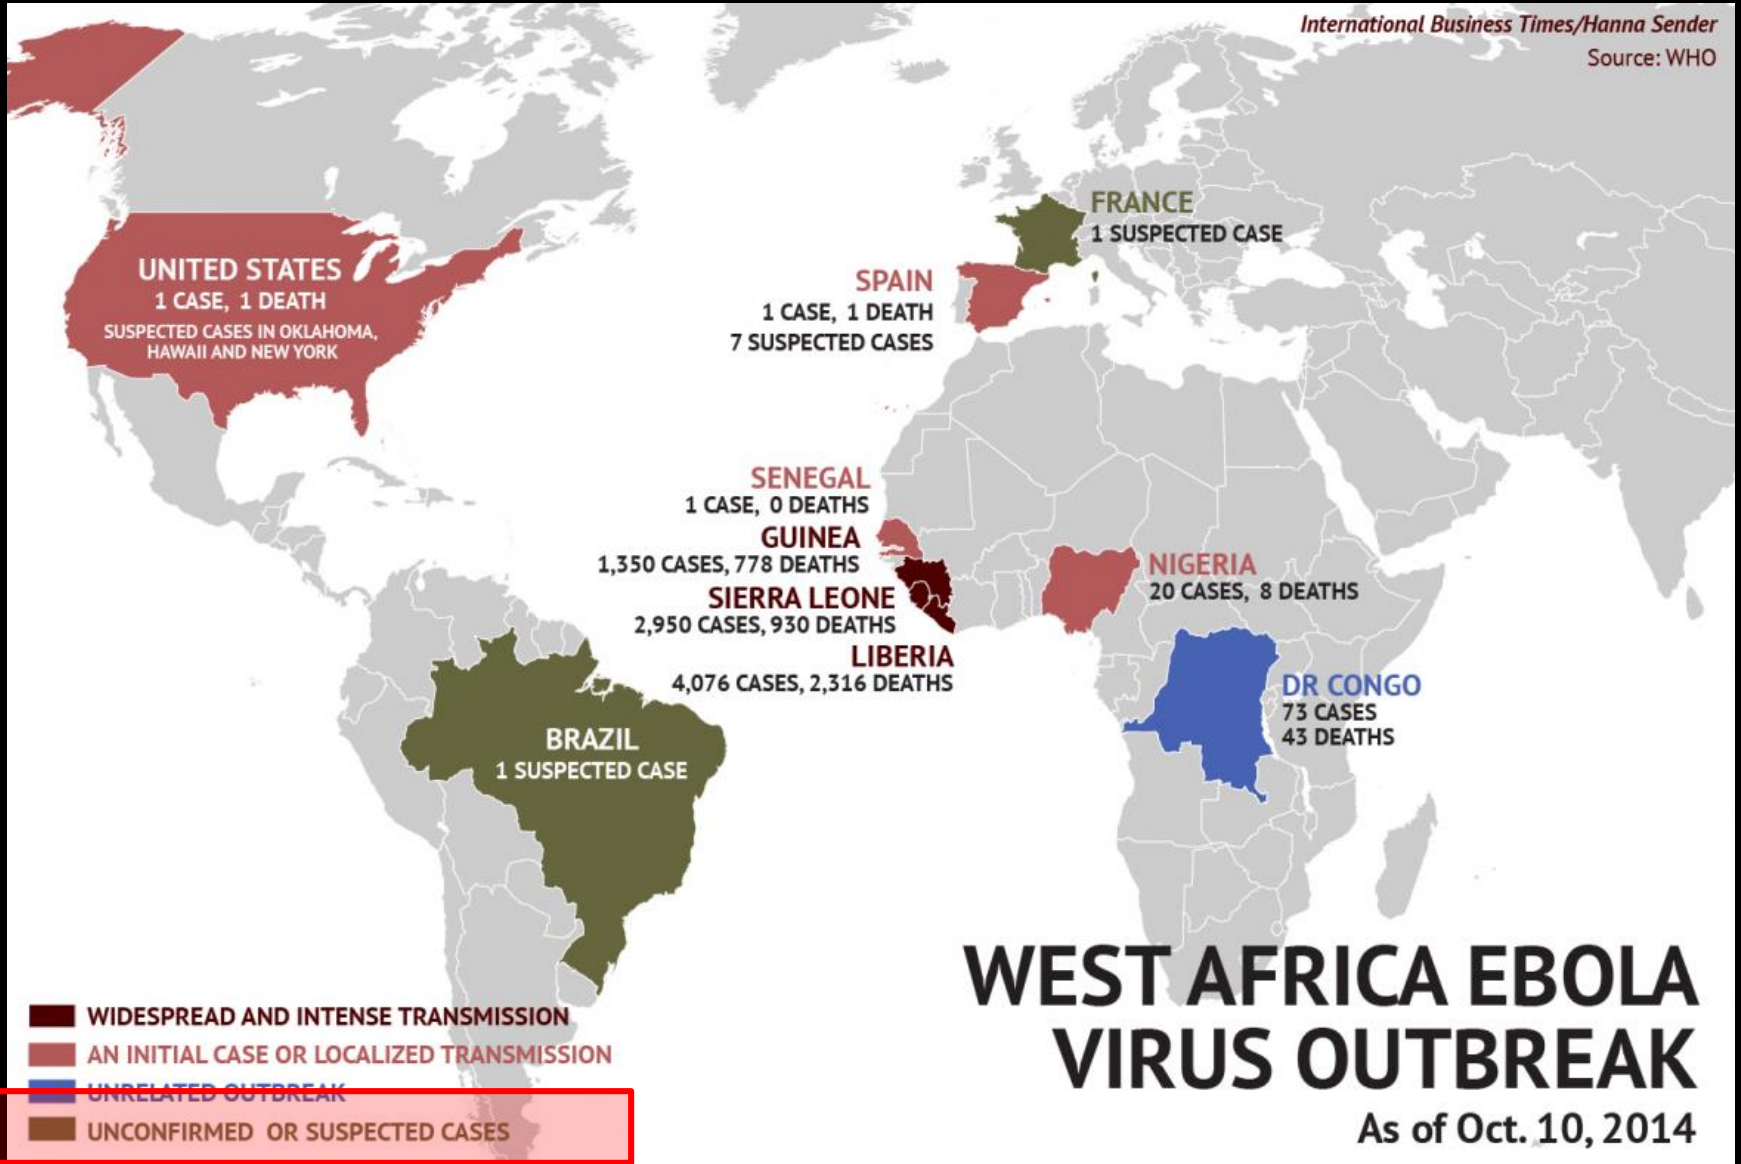 International Business Times/Hanna Sender
Source: WHO
UNITED STATES
1 CASE, 1 DEATH
SUSPECTED CASES IN OKLAHOMA,
HAWAII AND NEW YORK
FRANCE
1 SUSPECTED CASE
SPAIN
1 CASE, 1 DEATH
7 SUSPECTED CASES
SENEGAL
1 CASE, 0 DEATHS
GUINEA
1,350 CASES, 778 DEATHS
SIERRA LEONE
2,950 CASES, 930 DEATHS
LIBERIA
4,076 CASES, 2,316 DEATHS
NIGERIA
20 CASES, 8 DEATHS
DR CONGO
73 CASES
43 DEATHS
BRAZIL
1 SUSPECTED CASE
WIDESPREAD AND INTENSE TRANSMISSION
AN INITIAL CASE OR LOCALIZED TRANSMISSION
UNRELATED OUTBREAK
UNCONFIRMED OR SUSPECTED CASES
WEST AFRICA EBOLA
VIRUS OUTBREAK
As of Oct. 10, 2014